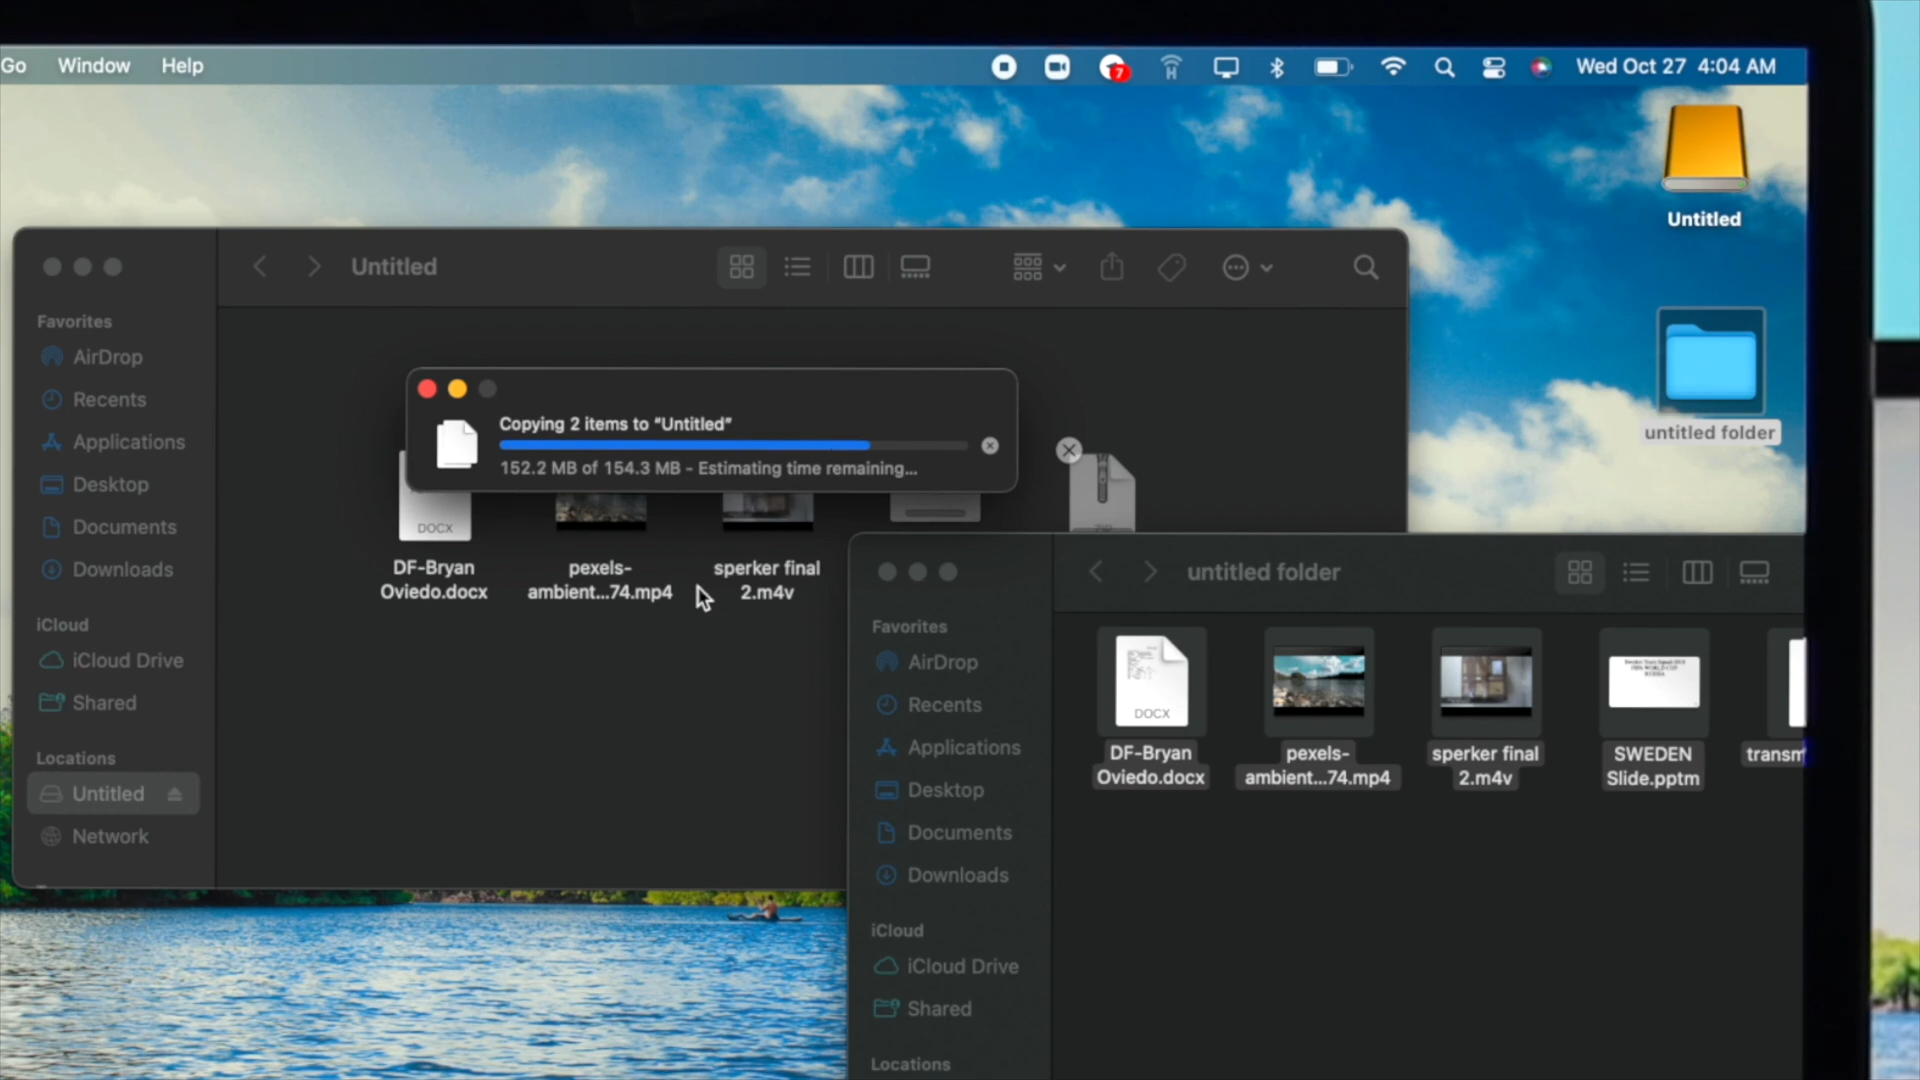 Go Window Help
7
Wed Oct 27 4:04 AM
Untitled
untitled folder
Untitled
Favorites
AirDrop
Recents
Applications
Desktop
Documents
Downloads
iCloud
iCloud Drive
Shared
Locations
Untitled
Network
Copying 2 items to “Untitled”
152.2 MB of 154.3 MB - Estimating time remaining...
DOCX
DF-Bryan
Oviedo.docx
pexels-
ambient...74.mp4
sperker final
2.m4v
untitled folder
Favorites
AirDrop
Recents
Applications
Desktop
Documents
Downloads
iCloud
iCloud Drive
Shared
Locations
DOCX
DF-Bryan
Oviedo.docx
pexels-
ambient...74.mp4
sperker final
2.m4v
SWEDEN
Slide.pptm
transm